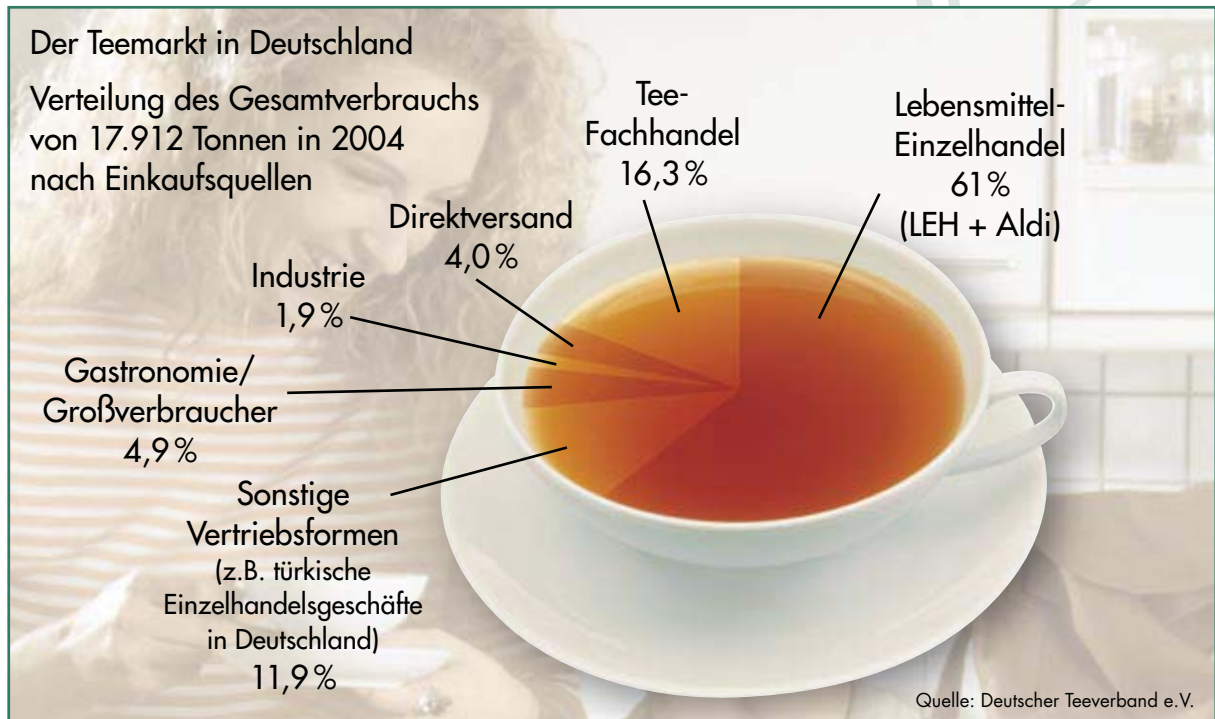 Der Teemarkt in Deutschland
Verteilung des Gesamtverbrauchs
von 17.912 Tonnen in 2004
nach Einkaufsquellen
Tee-
Fachhandel
16,3 %
Lebensmittel-
Einzelhandel
61 %
(LEH + Aldi)
Direktversand
4,0 %
Industrie
1,9 %
Gastronomie/
Großverbraucher
4,9 %
Sonstige
Vertriebsformen
(z.B. türkische
Einzelhandelsgeschäfte
in Deutschland)
11,9 %
Quelle: Deutscher Teeverband e.V.